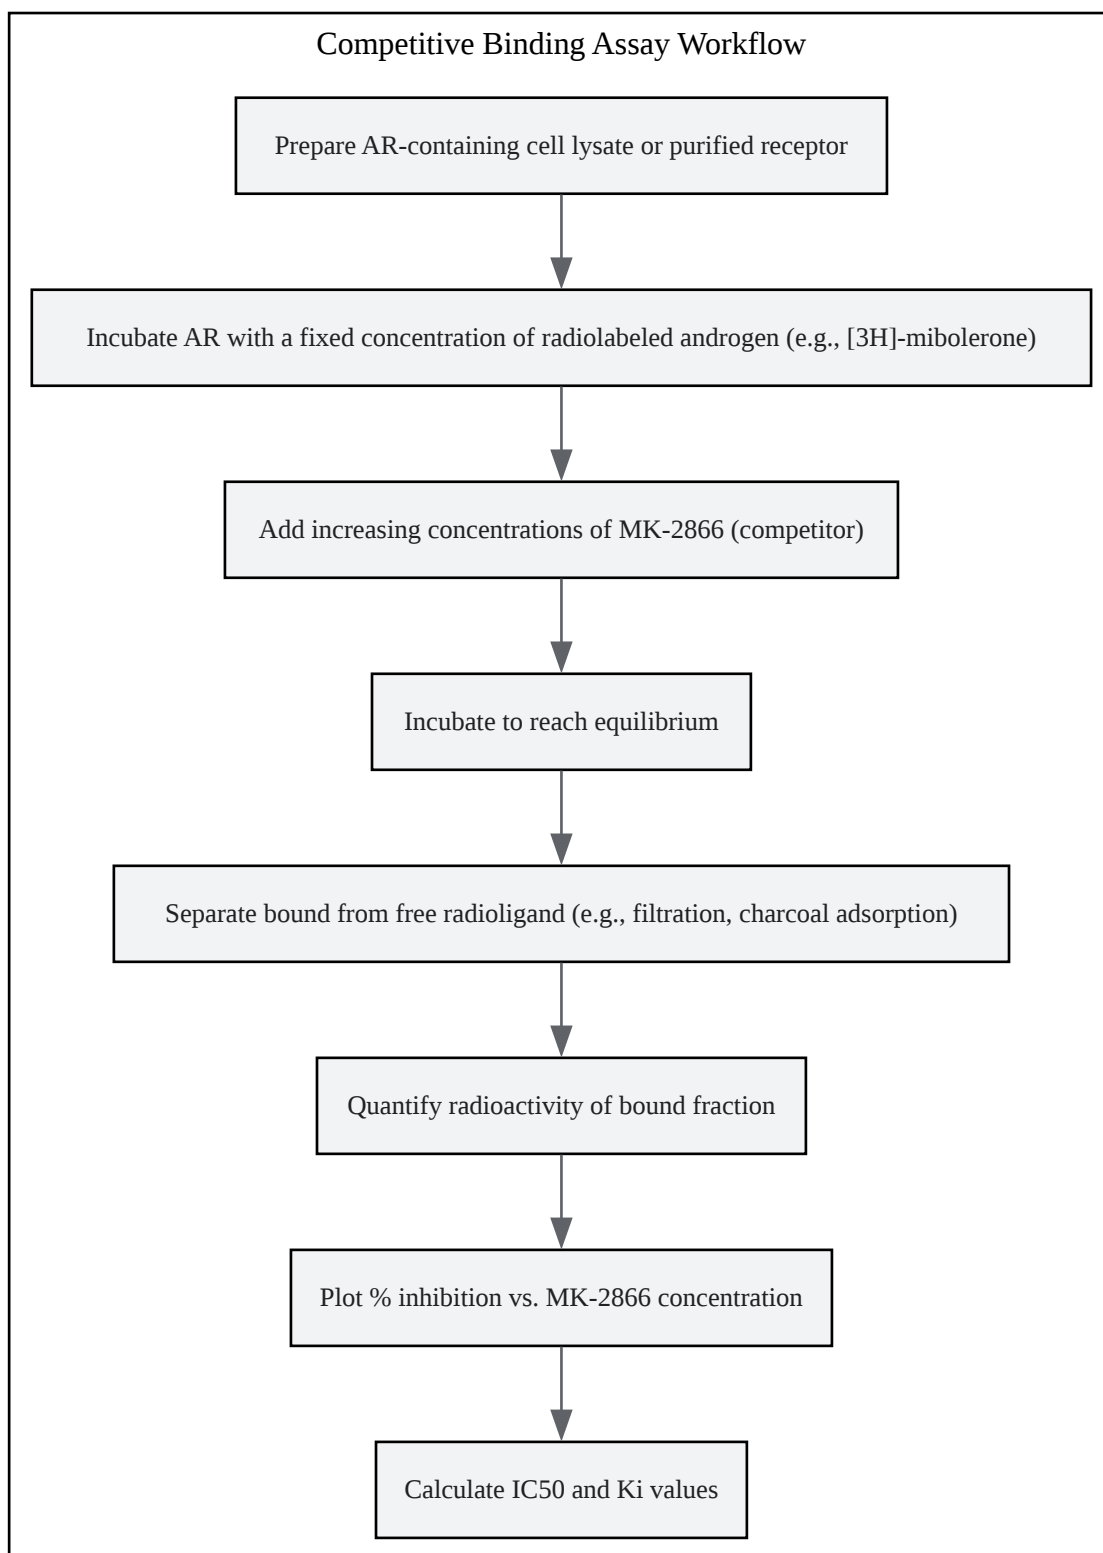 Competitive Binding Assay Workflow
Prepare AR-containing cell lysate or purified receptor
Incubate AR with a fixed concentration of radiolabeled androgen (e.g., [3H]-mibolerone)
Add increasing concentrations of MK-2866 (competitor)
Incubate to reach equilibrium
Separate bound from free radioligand (e.g., filtration, charcoal adsorption)
Quantify radioactivity of bound fraction
Plot % inhibition vs. MK-2866 concentration
Calculate IC50 and Ki values